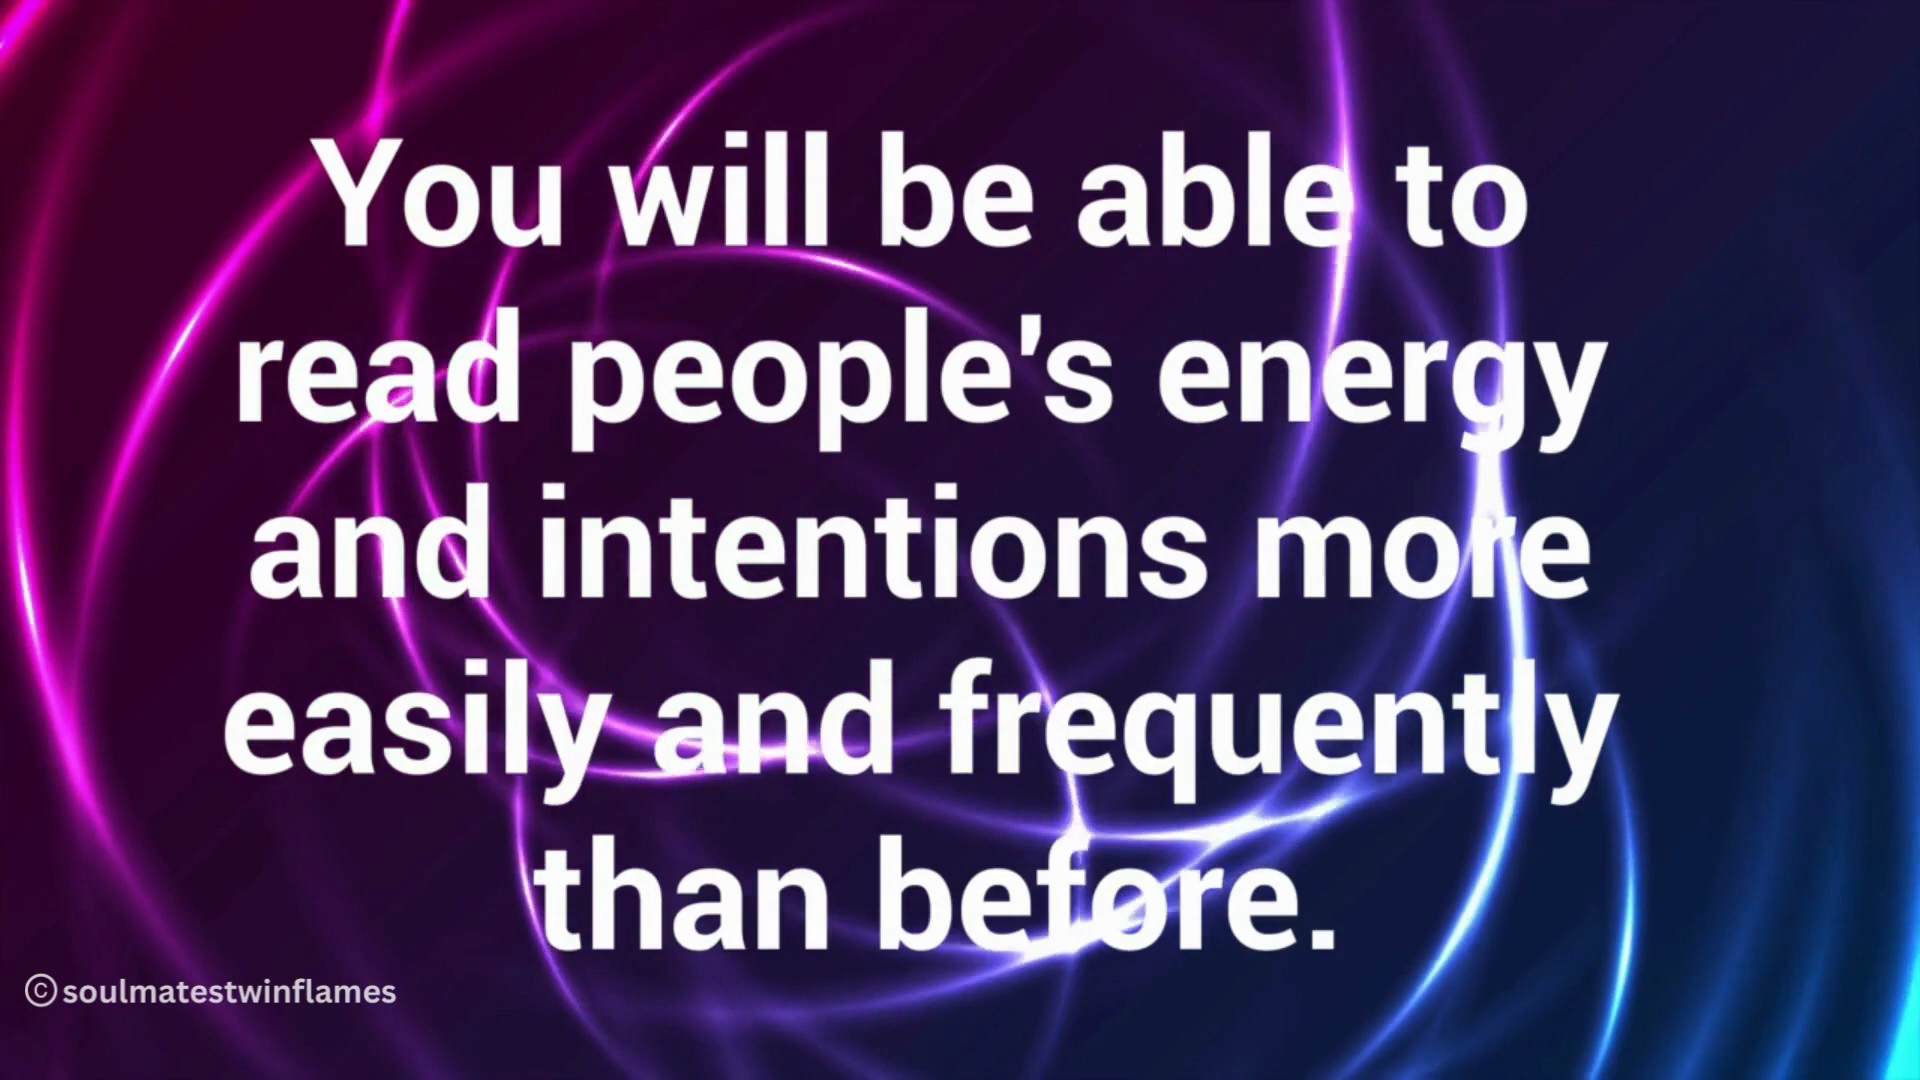 You will be able to
read people's energy
and intentions more
easily and frequently
than before.
©soulmatestwinflames